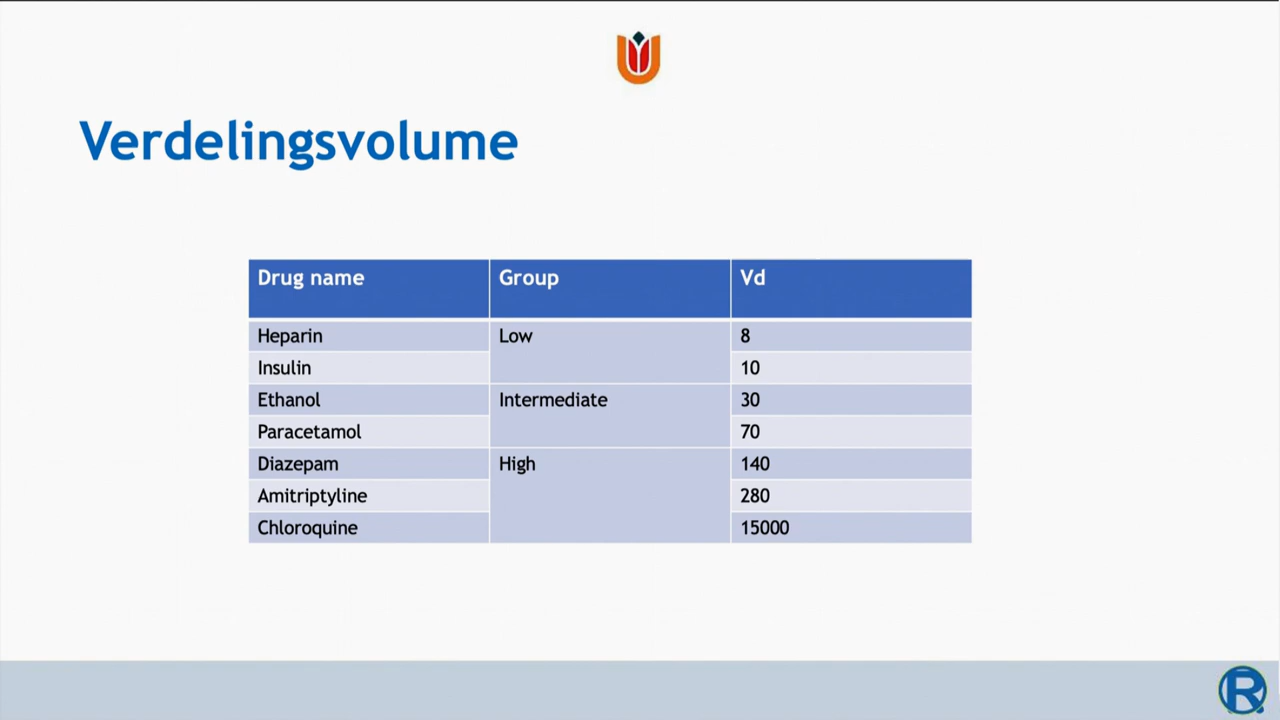 Verdelingsvolume
Drug name Group Vd
Heparin Low 8
Insulin 10
Ethanol Intermediate 30
Paracetamol 70
Diazepam High 140
Amitriptyline 280
Chloroquine 15000
R